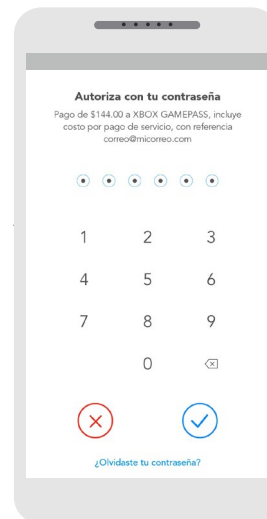 Autoriza con tu contraseña
Pago de $144.00 a XBOX GAMEPASS, incluye
costo por pago de servicio, con referencia
correo@micorreo.com
1 2 3
4 5 6
7 8 9
0
¿Olvidaste tu contraseña?